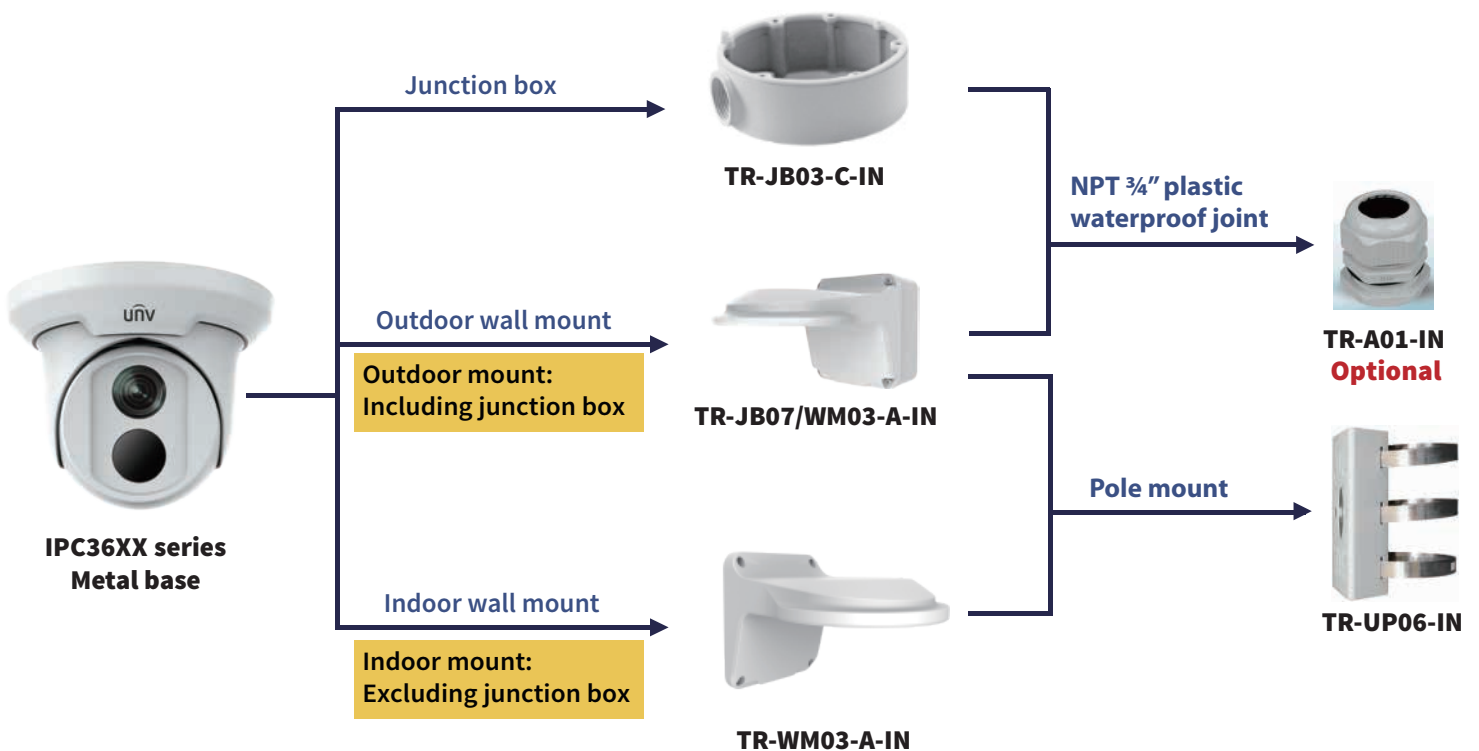 Junction box
TR-JB03-C-IN
NPT ¾” plastic
waterproof joint
TR-A01-IN
Optional
unv
IPC36XX series
Metal base
Outdoor wall mount
Outdoor mount:
Including junction box
TR-JB07/WM03-A-IN
Pole mount
TR-UP06-IN
Indoor wall mount
Indoor mount:
Excluding junction box
TR-WM03-A-IN